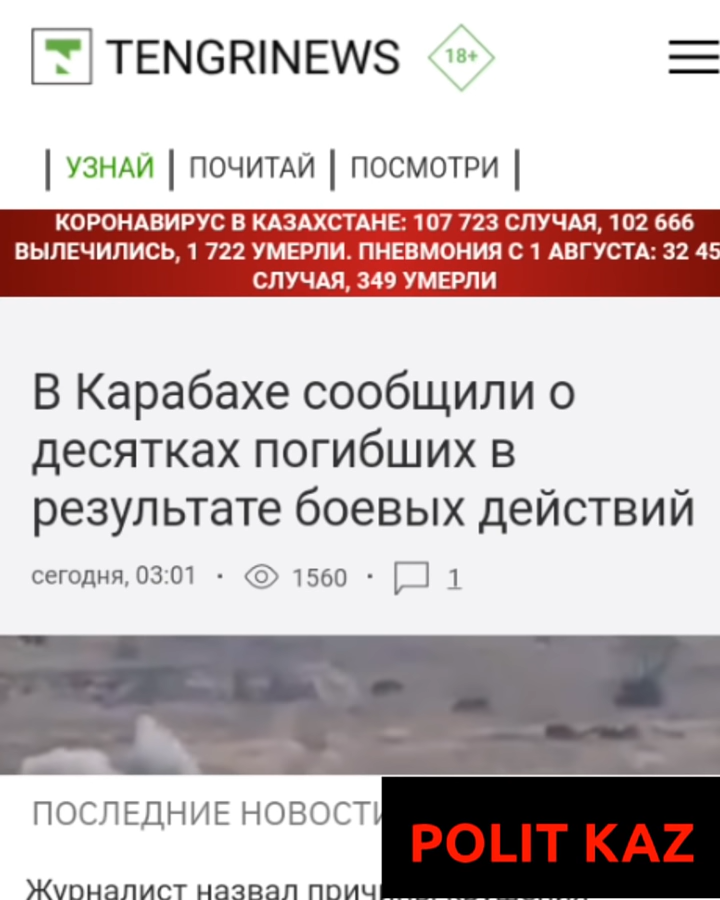 TENGRINEWS 18+
| УЗНАЙ | ПОЧИТАЙ | ПОСМОТРИ |
КОРОНАВИРУС В КАЗАХСТАНЕ: 107 723 СЛУЧАЯ, 102 666
ВЫЛЕЧИЛИСЬ, 1 722 УМЕРЛИ. ПНЕВМОНИЯ С 1 АВГУСТА: 32 45
СЛУЧАЯ, 349 УМЕРЛИ
В Карабахе сообщили о
десятках погибших в
результате боевых действий
сегодня, 03:01 · 1560 · 1
ПОСЛЕДНИЕ НОВОСТИ
POLIT KAZ
Журналист назвал